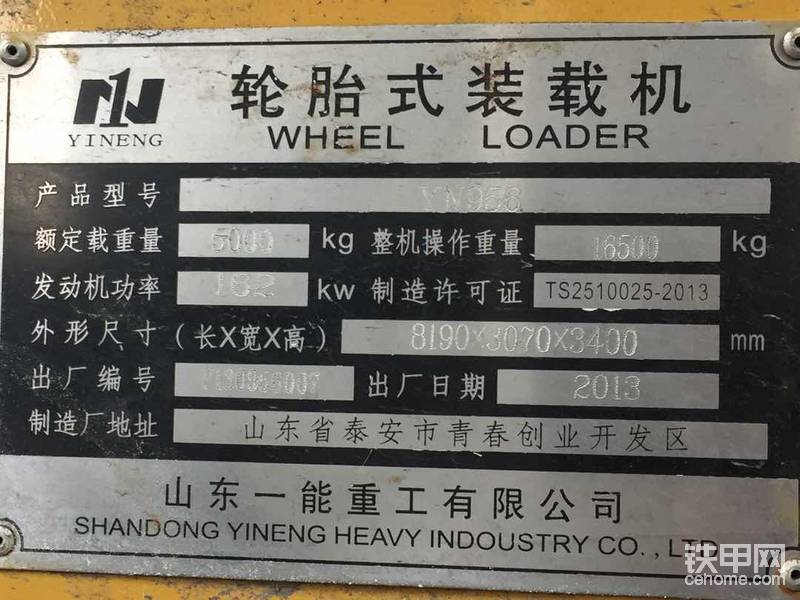 轮胎式装载机
YINENG
WHEEL LOADER
产品型号 YN956
额定载重量 kg 整机操作重量 16500 kg
发动机功率 162 kw 制造许可证 TS2510025-2013
外形尺寸 (长X宽X高) 8190X3070X3400 mm
出厂编号 出厂日期 2013
制造厂地址 山东省泰安市青春创业开发区
山东一能重工有限公司
SHANDONG YINENG HEAVY INDOUSTRY CO.,LTD
铁甲网
cehome.com